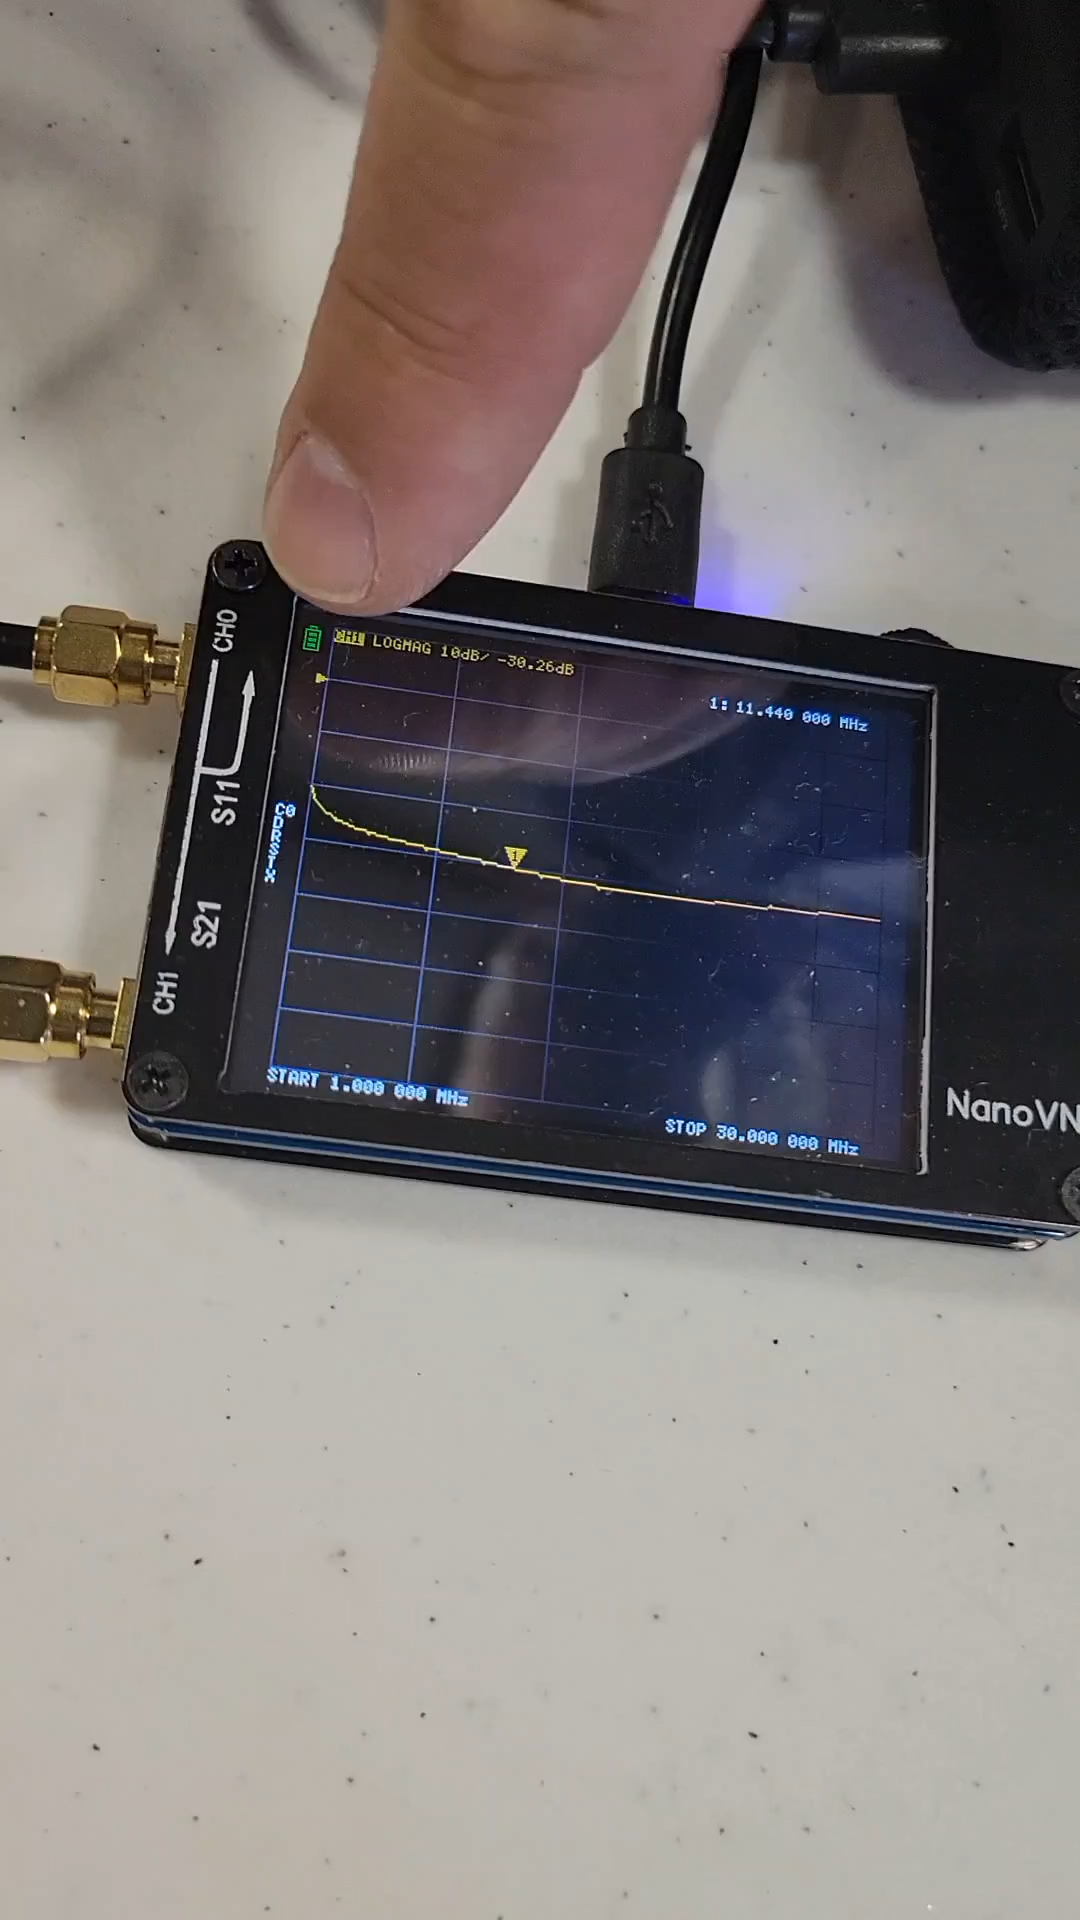 CH1 LOGMAG 10dB/ -30.26dB
1: 11.440 000 MHz
CH0
S11
S21
CH1
C0
D
R
S
T
X
START 1.000 000 MHz
STOP 30.000 000 MHz
NanoVN